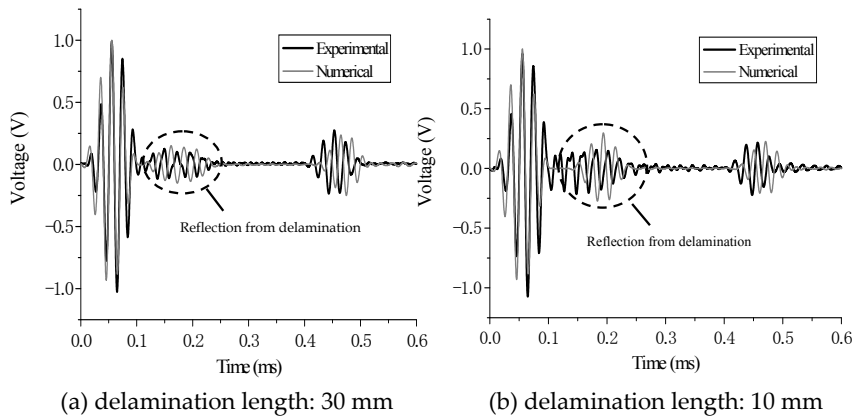 1.0
0.5
0.0
−0.5
−1.0
Voltage (V)
Experimental
Numerical
Reflection from delamination
0.0 0.1 0.2 0.3 0.4 0.5 0.6
Time (ms)
(a) delamination length: 30 mm
1.0
0.5
0.0
−0.5
−1.0
Voltage (V)
Experimental
Numerical
Reflection from delamination
0.0 0.1 0.2 0.3 0.4 0.5 0.6
Time (ms)
(b) delamination length: 10 mm